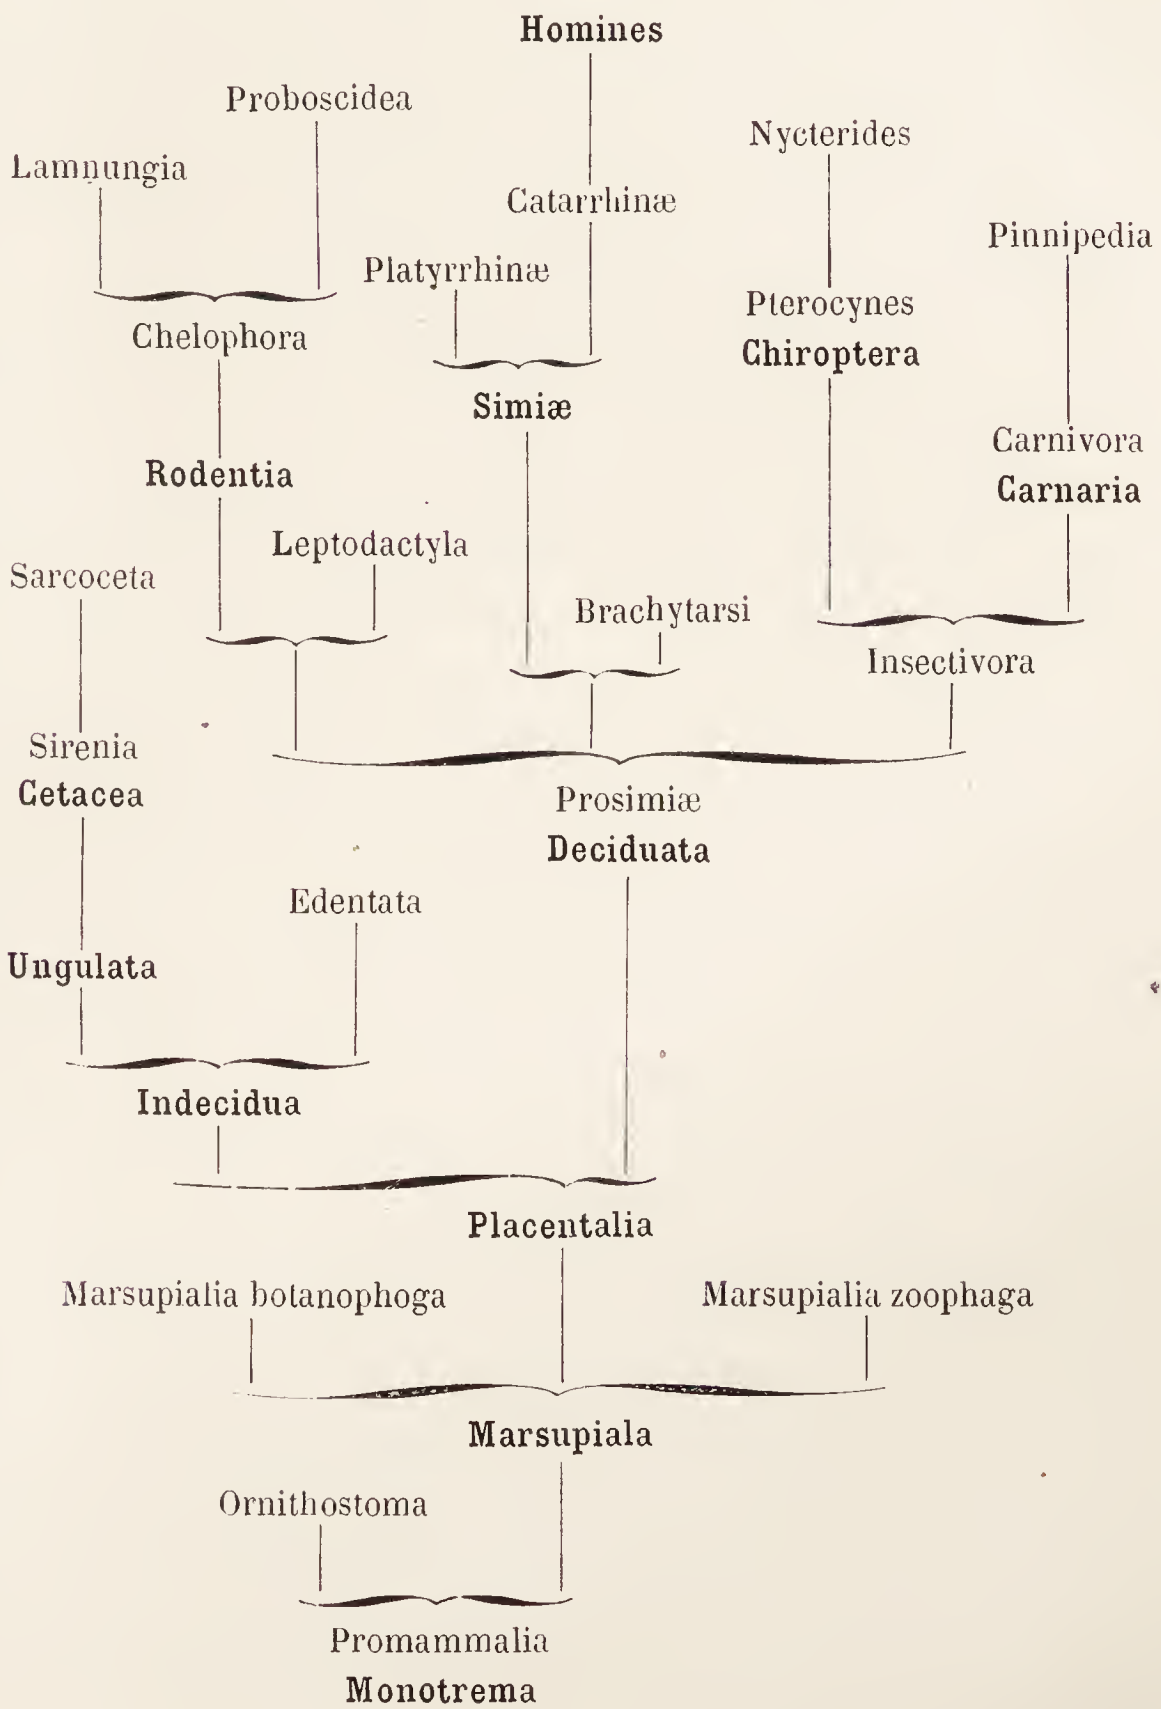 Homines
Proboscidea
Nycterides
Lamnungia
Catarrhinæ
Pinnipedia
Platyrrhinæ
Pterocynes
Chelophora
Chiroptera
Simiæ
Carnivora
Rodentia
Carnaria
Leptodactyla
Sarcoceta
Brachytarsi
Insectivora
Sirenia
Cetacea
Prosimiæ
Deciduata
Edentata
Ungulata
Indecidua
Placentalia
Marsupialia botanophoga
Marsupialia zoophaga
Marsupiala
Ornithostoma
Promammalia
Monotrema